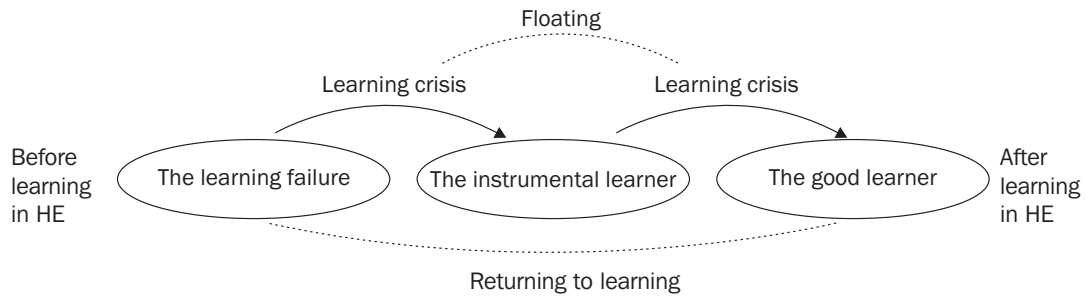 Floating
Learning crisis
Learning crisis
Before
learning
in HE
The learning failure
The instrumental learner
The good learner
After
learning
in HE
Returning to learning